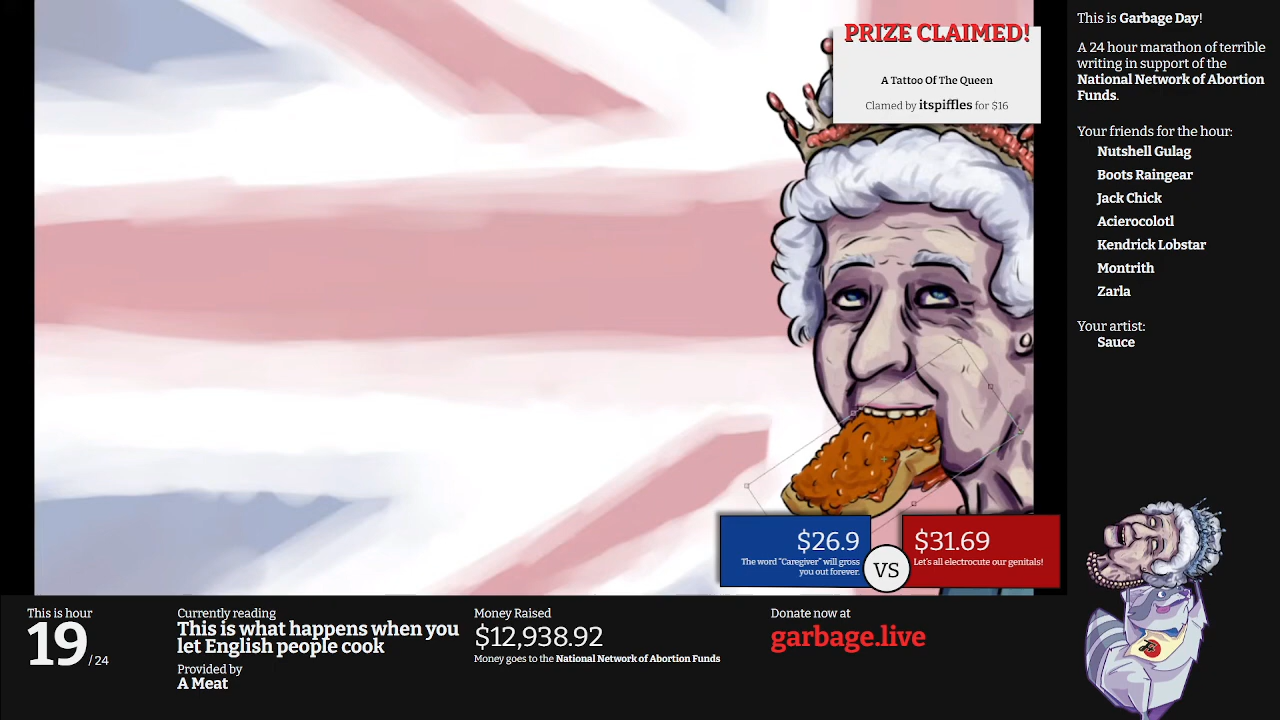 PRIZE CLAIMED!
A Tattoo Of The Queen
Clamed by itspiffles for $16
This is Garbage Day!
A 24 hour marathon of terrible
writing in support of the
National Network of Abortion
Funds.
Your friends for the hour:
Nutshell Gulag
Boots Raingear
Jack Chick
Acierocolotl
Kendrick Lobstar
Montrith
Zarla
Your artist:
Sauce
$26.9
The word "Caregiver" will gross
you out forever.
VS
$31.69
Let's all electrocute our genitals!
This is hour
19/24
Currently reading
This is what happens when you
let English people cook
Provided by
A Meat
Money Raised
$12,938.92
Money goes to the National Network of Abortion Funds
Donate now at
garbage.live